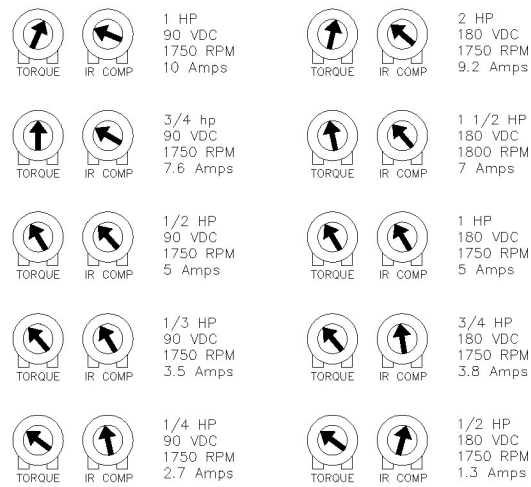 TORQUE IR COMP
1 HP
90 VDC
1750 RPM
10 Amps
TORQUE IR COMP
2 HP
180 VDC
1750 RPM
9.2 Amps
TORQUE IR COMP
3/4 hp
90 VDC
1750 RPM
7.6 Amps
TORQUE IR COMP
1 1/2 HP
180 VDC
1800 RPM
7 Amps
TORQUE IR COMP
1/2 HP
90 VDC
1750 RPM
5 Amps
TORQUE IR COMP
1 HP
180 VDC
1750 RPM
5 Amps
TORQUE IR COMP
1/3 HP
90 VDC
1750 RPM
3.5 Amps
TORQUE IR COMP
3/4 HP
180 VDC
1750 RPM
3.8 Amps
TORQUE IR COMP
1/4 HP
90 VDC
1750 RPM
2.7 Amps
TORQUE IR COMP
1/2 HP
180 VDC
1750 RPM
1.3 Amps